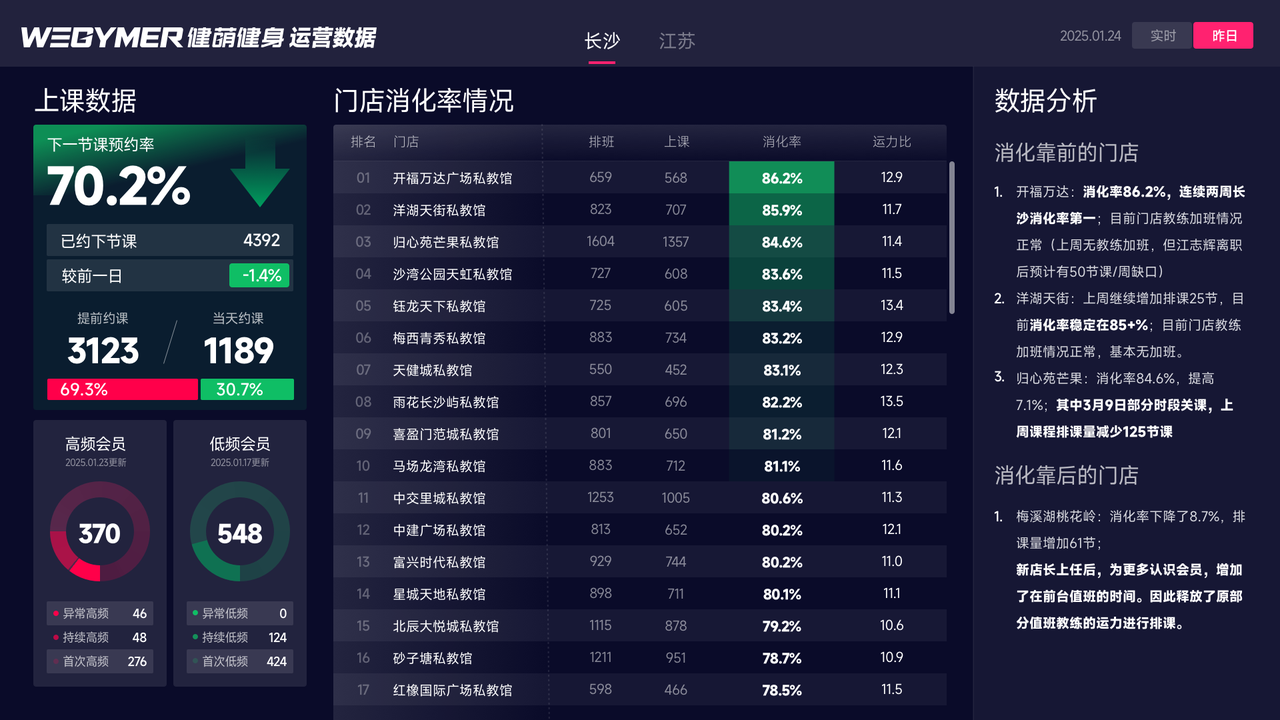 WEGYMER 健萌健身 运营数据
长沙
江苏
2025.01.24
实时
昨日
上课数据
下一节课预约率
70.2%
已约下节课 4392
较前一日 -1.4%
提前约课 当天约课
3123 1189
69.3% 30.7%
高频会员
2025.01.23更新
370
异常高频 46
持续高频 48
首次高频 276
低频会员
2025.01.17更新
548
异常低频 0
持续低频 124
首次低频 424
门店消化率情况
排名 门店 排班 上课 消化率 运力比
01 开福万达广场私教馆 659 568 86.2% 12.9
02 洋湖天街私教馆 823 707 85.9% 11.7
03 归心苑芒果私教馆 1604 1357 84.6% 11.4
04 沙湾公园天虹私教馆 727 608 83.6% 11.5
05 钰龙天下私教馆 725 605 83.4% 13.4
06 梅西青秀私教馆 883 734 83.2% 12.9
07 天健城私教馆 550 452 83.1% 12.3
08 雨花长沙屿私教馆 857 696 82.2% 13.5
09 喜盈门范城私教馆 801 650 81.2% 12.1
10 马场龙湾私教馆 883 712 81.1% 11.6
11 中交里城私教馆 1253 1005 80.6% 11.3
12 中建广场私教馆 813 652 80.2% 12.1
13 富兴时代私教馆 929 744 80.2% 11.0
14 星城天地私教馆 898 711 80.1% 11.1
15 北辰大悦城私教馆 1115 878 79.2% 10.6
16 砂子塘私教馆 1211 951 78.7% 10.9
17 红橡国际广场私教馆 598 466 78.5% 11.5
数据分析
消化靠前的门店
1. 开福万达：消化率86.2%，连续两周长
沙消化率第一；目前门店教练加班情况
正常（上周无教练加班，但江志辉离职
后预计有50节课/周缺口）
2. 洋湖天街：上周继续增加排课25节，目
前消化率稳定在85+%；目前门店教练
加班情况正常，基本无加班。
3. 归心苑芒果：消化率84.6%，提高
7.1%；其中3月9日部分时段关课，上
周课程排课量减少125节课
消化靠后的门店
1. 梅溪湖桃花岭：消化率下降了8.7%，排
课量增加61节；
新店长上任后，为更多认识会员，增加
了在前台值班的时间。因此释放了原部
分值班教练的运力进行排课。